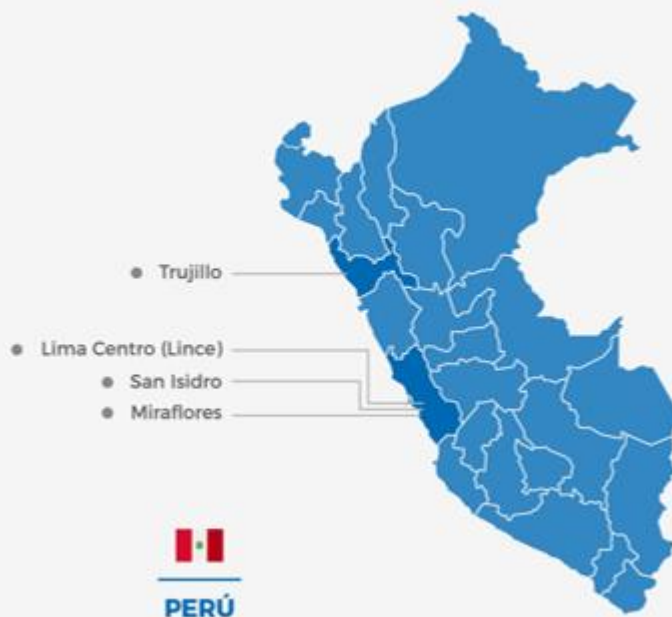 Trujillo
Lima Centro (Lince)
San Isidro
Miraflores
PERÚ